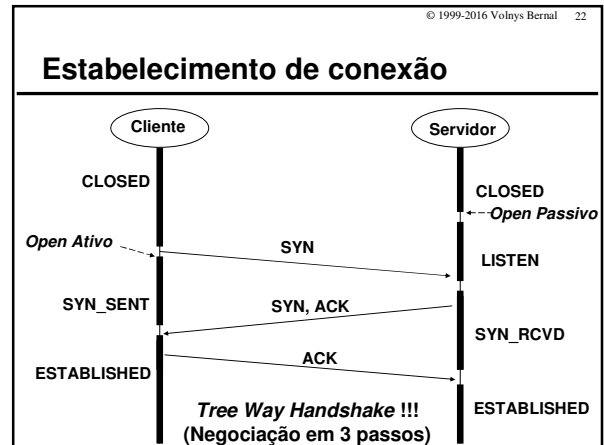 © 1999-2016 Volnys Bernal 22
Estabelecimento de conexão
Cliente
Servidor
CLOSED
CLOSED
Open Passivo
Open Ativo
SYN
LISTEN
SYN_SENT
SYN, ACK
SYN_RCVD
ACK
ESTABLISHED
Tree Way Handshake !!!
ESTABLISHED
(Negociação em 3 passos)